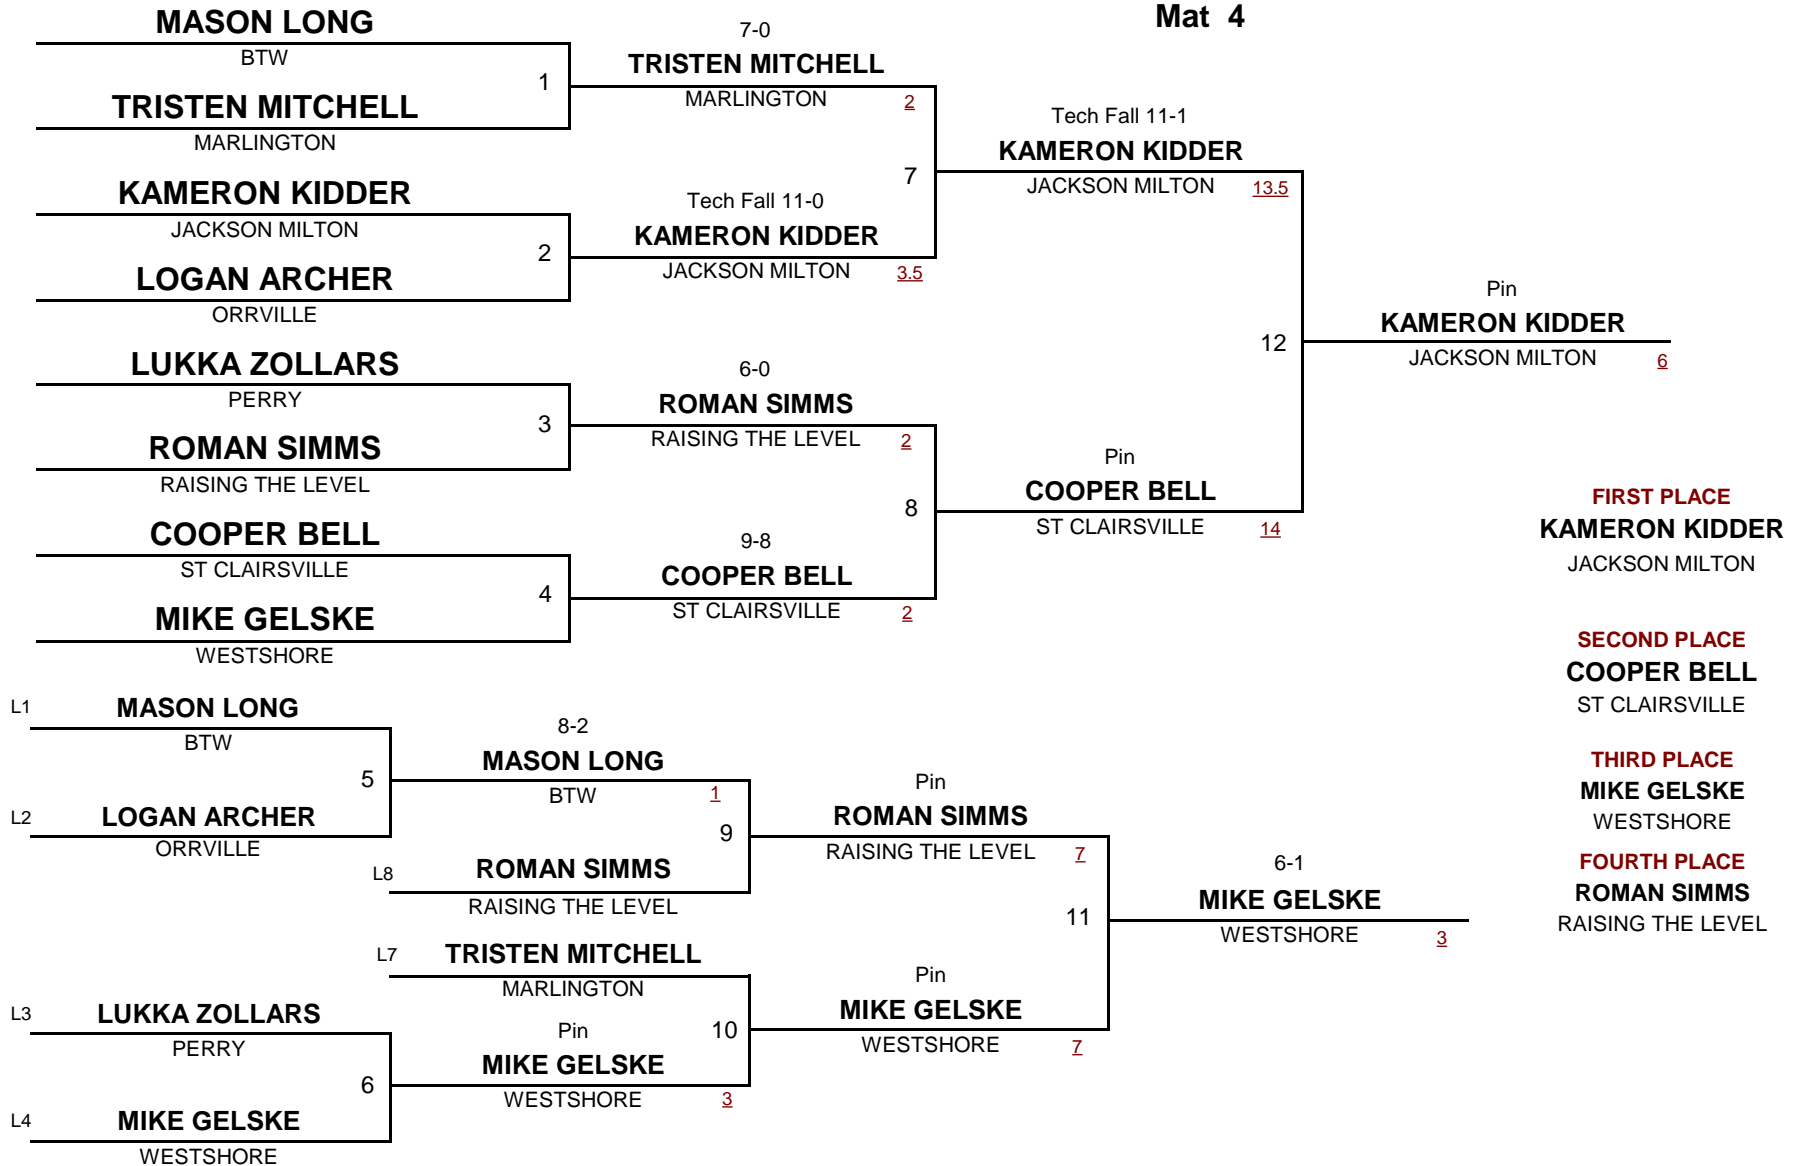 Mat 4
MASON LONG
BTW
1
TRISTEN MITCHELL
MARLINGTON
KAMERON KIDDER
JACKSON MILTON
2
LOGAN ARCHER
ORRVILLE
LUKKA ZOLLARS
PERRY
3
ROMAN SIMMS
RAISING THE LEVEL
COOPER BELL
ST CLAIRSVILLE
4
MIKE GELSKE
WESTSHORE
7-0
TRISTEN MITCHELL
MARLINGTON 2
7
Tech Fall 11-0
KAMERON KIDDER
JACKSON MILTON 3.5
6-0
ROMAN SIMMS
RAISING THE LEVEL 2
8
9-8
COOPER BELL
ST CLAIRSVILLE 2
Tech Fall 11-1
KAMERON KIDDER
JACKSON MILTON 13.5
12
Pin
COOPER BELL
ST CLAIRSVILLE 14
Pin
KAMERON KIDDER
JACKSON MILTON 6
FIRST PLACE
KAMERON KIDDER
JACKSON MILTON
SECOND PLACE
COOPER BELL
ST CLAIRSVILLE
THIRD PLACE
MIKE GELSKE
WESTSHORE
FOURTH PLACE
ROMAN SIMMS
RAISING THE LEVEL
L1 MASON LONG
BTW
5
L2 LOGAN ARCHER
ORRVILLE
L3 LUKKA ZOLLARS
PERRY
6
L4 MIKE GELSKE
WESTSHORE
8-2
MASON LONG
BTW 1
9
L8 ROMAN SIMMS
RAISING THE LEVEL
L7 TRISTEN MITCHELL
MARLINGTON
10
Pin
MIKE GELSKE
WESTSHORE 3
Pin
ROMAN SIMMS
RAISING THE LEVEL 7
11
Pin
MIKE GELSKE
WESTSHORE 7
6-1
MIKE GELSKE
WESTSHORE 3